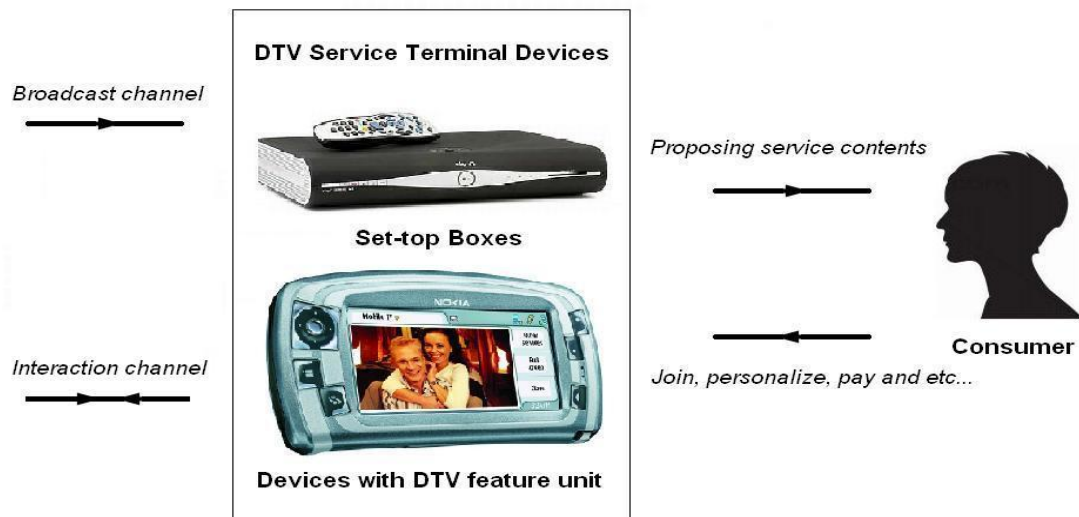 DTV Service Terminal Devices
Broadcast channel
Proposing service contents
Set-top Boxes
NOKIA
Interaction channel
Consumer
Join, personalize, pay and etc...
Devices with DTV feature unit